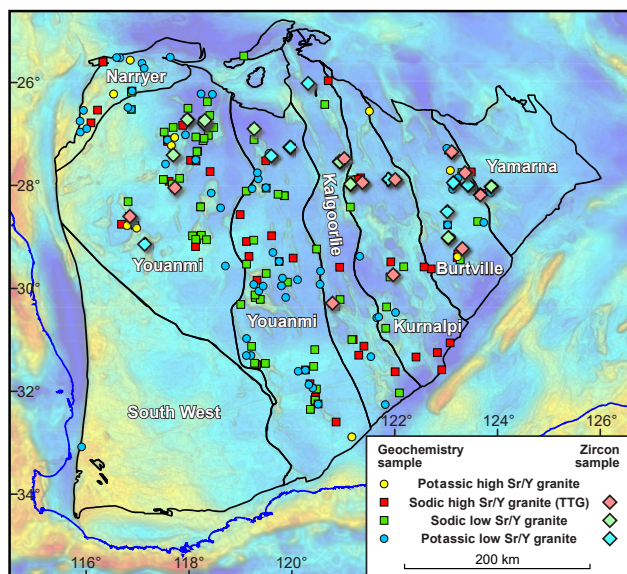 26°
28°
30°
32°
34°
Narryer
Yamarna
Kalgoorlie
Youanmi
Burtville
Youanmi
Kurnalpi
South West
122° 124° 126°
116° 118° 120°
Geochemistry sample Zircon sample
Potassic high Sr/Y granite
Sodic high Sr/Y granite (TTG)
Sodic low Sr/Y granite
Potassic low Sr/Y granite
200 km